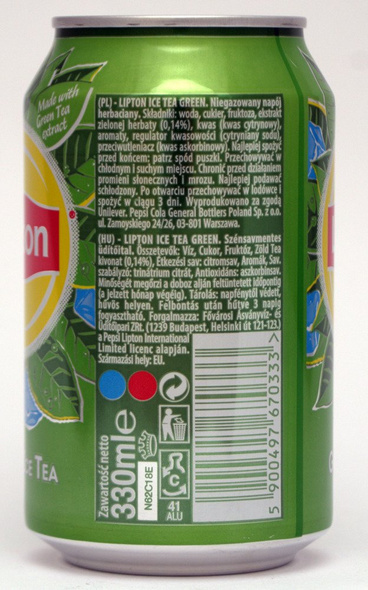 Made with
Green Tea
extract
on
CE TEA
(PL) - LIPTON ICE TEA GREEN. Niegazowany napój
herbaciany. Składniki: woda, cukier, fruktoza, ekstrakt
zielonej herbaty (0,14%), kwas (kwas cytrynowy),
aromaty, regulator kwasowości (cytryniany sodu),
przeciwutleniacz (kwas askorbinowy). Najlepiej spożyć
przed końcem: patrz spód puszki. Przechowywać w
chłodnym i suchym miejscu. Chronić przed działaniem
promieni słonecznych i mrozu. Najlepiej podawać
schłodzony. Po otwarciu przechowywać w lodówce i
spożyć w ciągu 3 dni. Wyprodukowano za zgodą
Unilever. Pepsi Cola General Bottlers Poland Sp. z o.o.
ul. Zamoyskiego 24/26, 03-801 Warszawa.
(HU) - LIPTON ICE TEA GREEN. Szénsavmentes
üdítőital. Összetevők: Víz, Cukor, Fruktóz, Zöld Tea
kivonat (0,14%), Étkezési sav: citromsav, Aromák, Sav.
szabályzó: trinátrium citrát, Antioxidáns: aszkorbinsav.
Minőségét megőrzi a doboz alján feltüntetett időpontig
(a jelzett hónap végéig). Tárolás: napfénytől védett,
hűvös helyen. Felbontás után hűtve 3 napig
fogyasztható. Forgalmazza: Fővárosi Ásványvíz- és
Üdítőipari ZRt. (1239 Budapest, Helsinki út 121-123.)
a Pepsi Lipton International
Limited licenc alapján.
Származási hely: EU.
Zawartość netto
330ml e
N62C18E
C
41
ALU
5 900497 670333 >